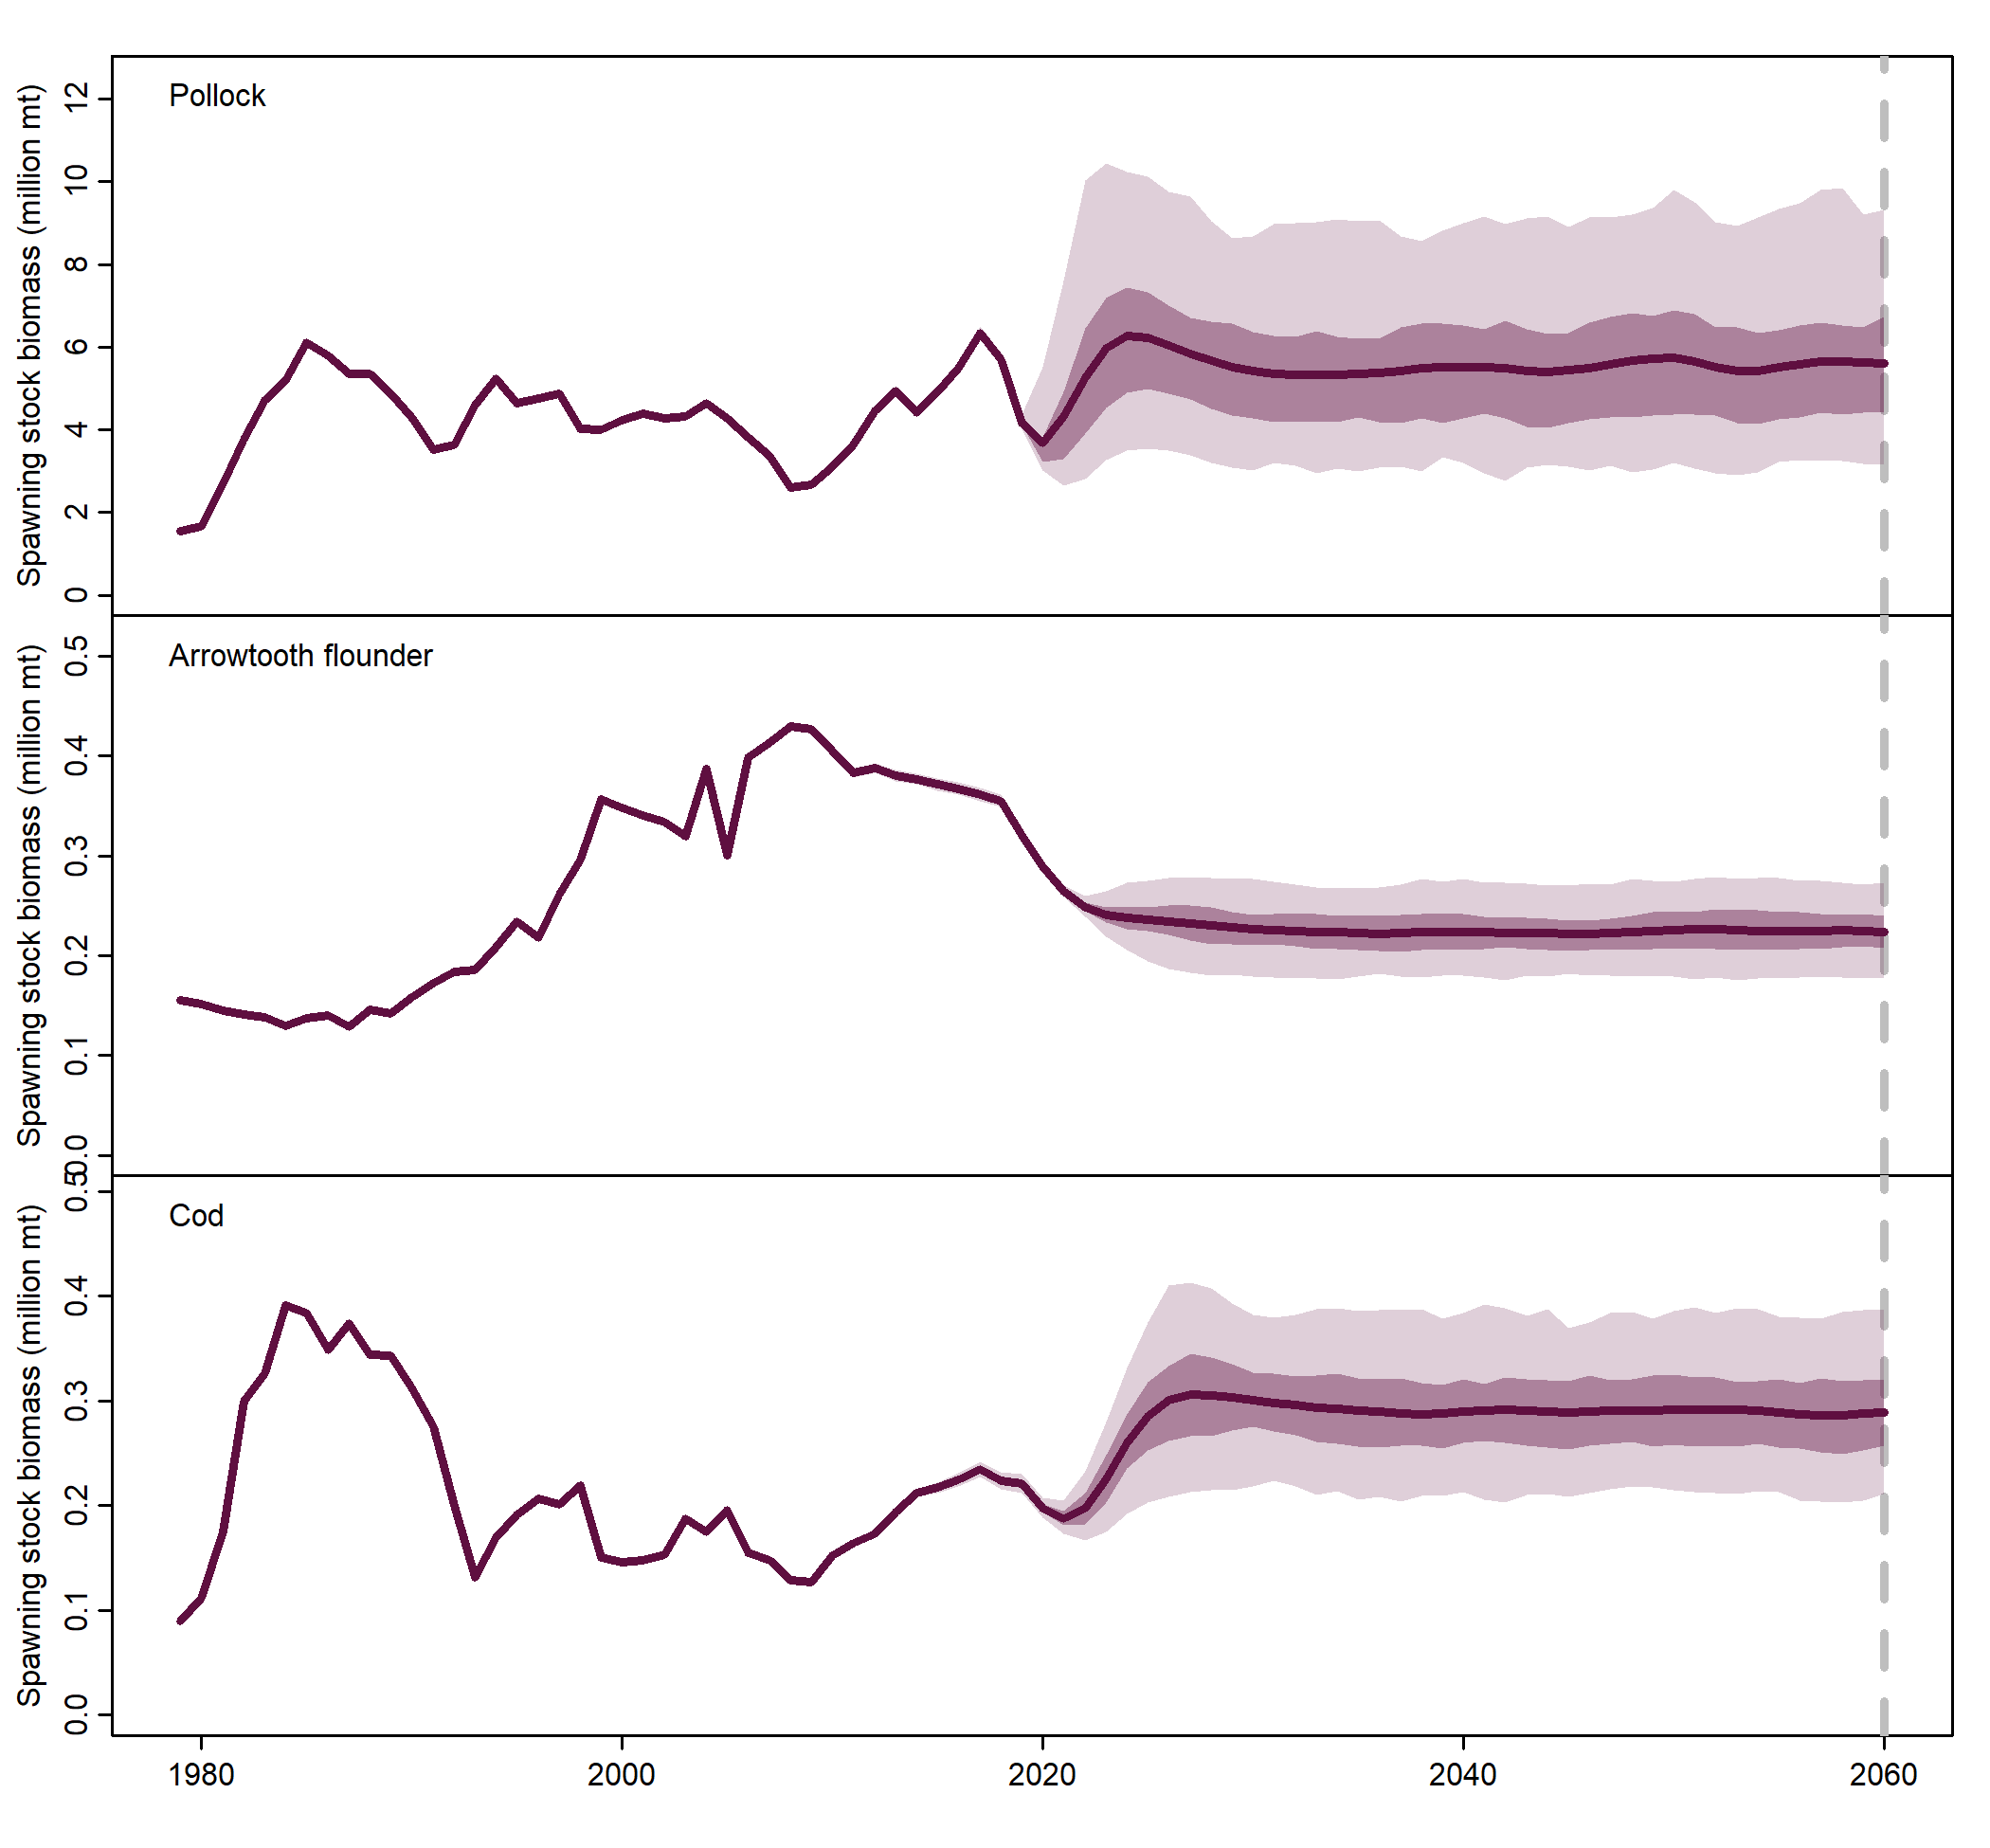 Pollock
Spawning stock biomass (million mt)
12
10
8
6
4
2
0
Arrowtooth flounder
Spawning stock biomass (million mt)
0.5
0.4
0.3
0.2
0.1
0.0
Cod
Spawning stock biomass (million mt)
0.5
0.4
0.3
0.2
0.1
0.0
1980 2000 2020 2040 2060